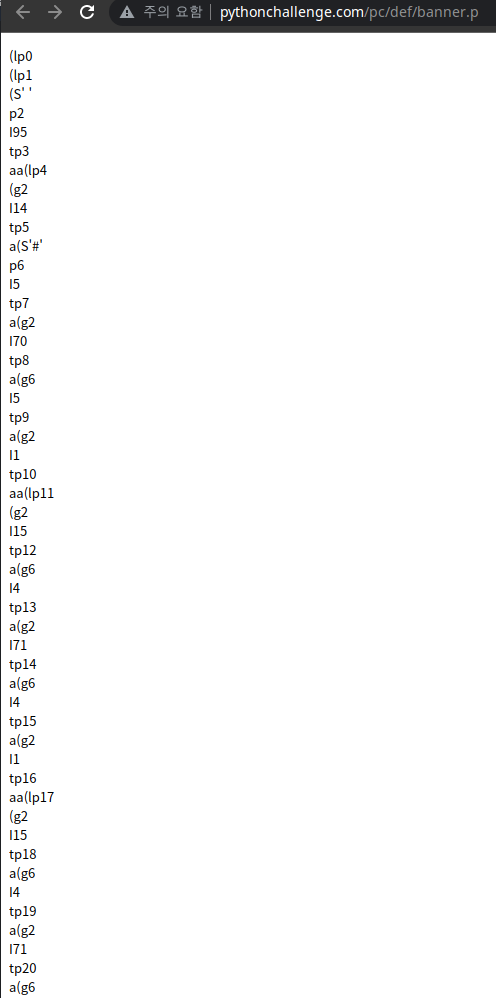 주의 요함 pythonchallenge.com/pc/def/banner.p
(lp0
(lp1
(S' '
p2
I95
tp3
aa(lp4
(g2
I14
tp5
a(S'#'
p6
I5
tp7
a(g2
I70
tp8
a(g6
I5
tp9
a(g2
I1
tp10
aa(lp11
(g2
I15
tp12
a(g6
I4
tp13
a(g2
I71
tp14
a(g6
I4
tp15
a(g2
I1
tp16
aa(lp17
(g2
I15
tp18
a(g6
I4
tp19
a(g2
I71
tp20
a(g6